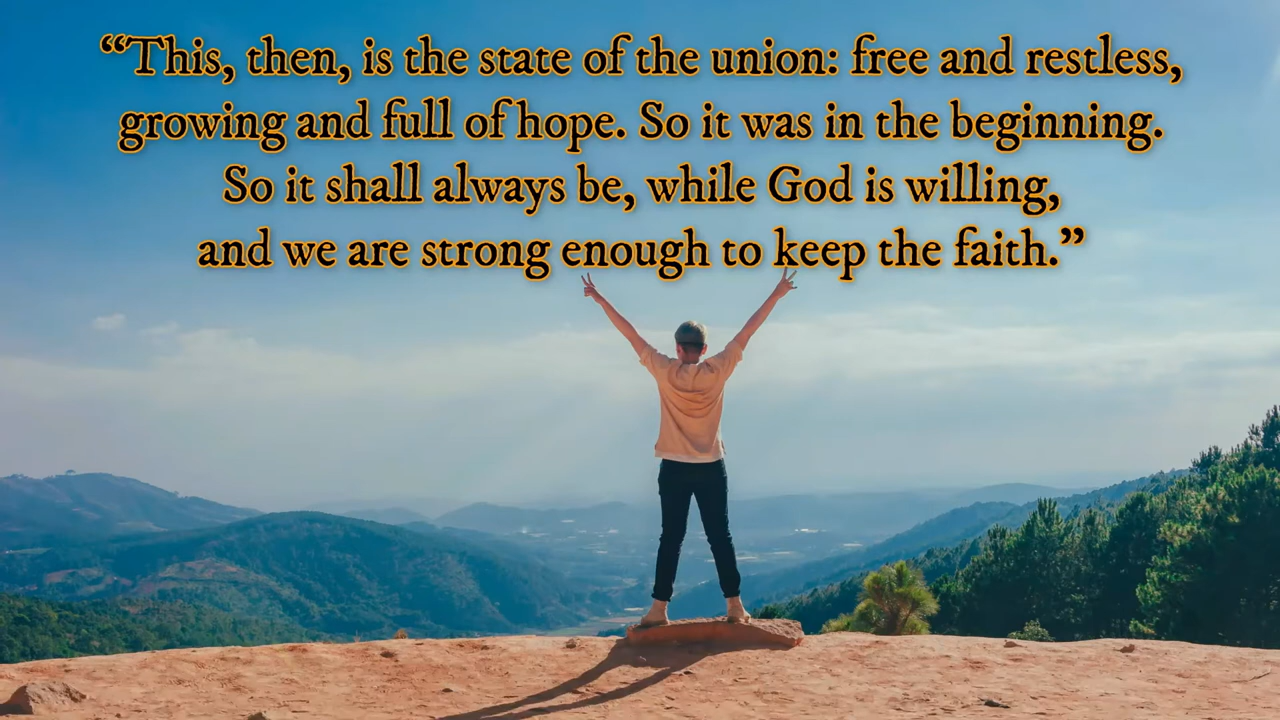 “This, then, is the state of the union: free and restless,
growing and full of hope. So it was in the beginning.
So it shall always be, while God is willing,
and we are strong enough to keep the faith.”